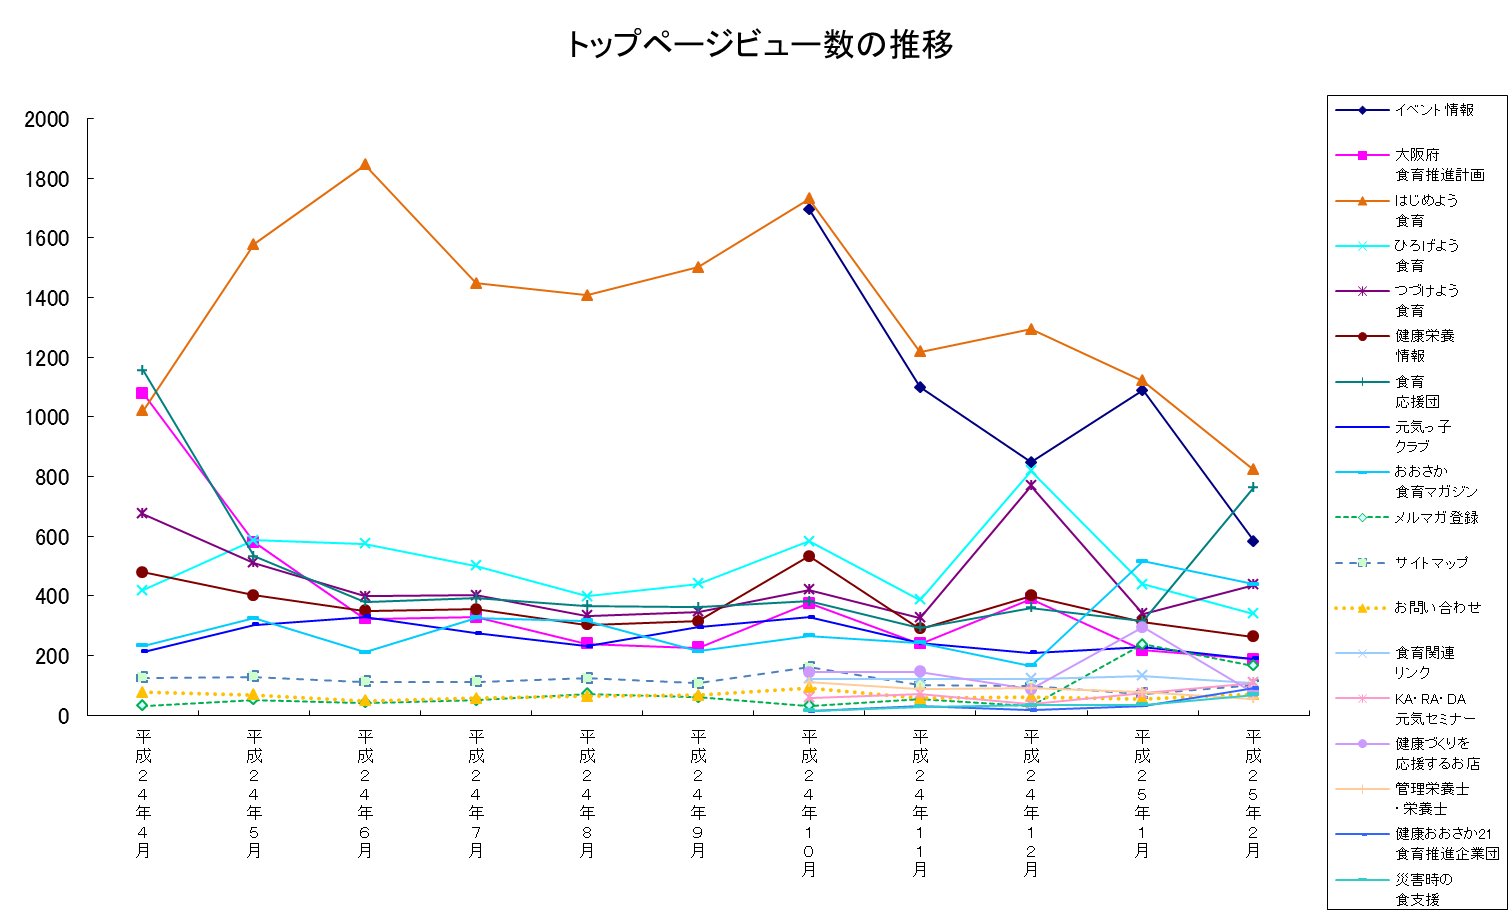 トップページビュー数の推移
2000
1800
1600
1400
1200
1000
800
600
400
200
0
平成24年4月
平成24年5月
平成24年6月
平成24年7月
平成24年8月
平成24年9月
平成24年10月
平成24年11月
平成24年12月
平成25年1月
平成25年2月
イベント情報
大阪府
食育推進計画
はじめよう
食育
ひろげよう
食育
つづけよう
食育
健康栄養
情報
食育
応援団
元気っ子
クラブ
おおさか
食育マガジン
メルマガ登録
サイトマップ
お問い合わせ
食育関連
リンク
KA・RA・DA
元気セミナー
健康づくりを
応援するお店
管理栄養士
・栄養士
健康おおさか21
食育推進企業団
災害時の
食支援